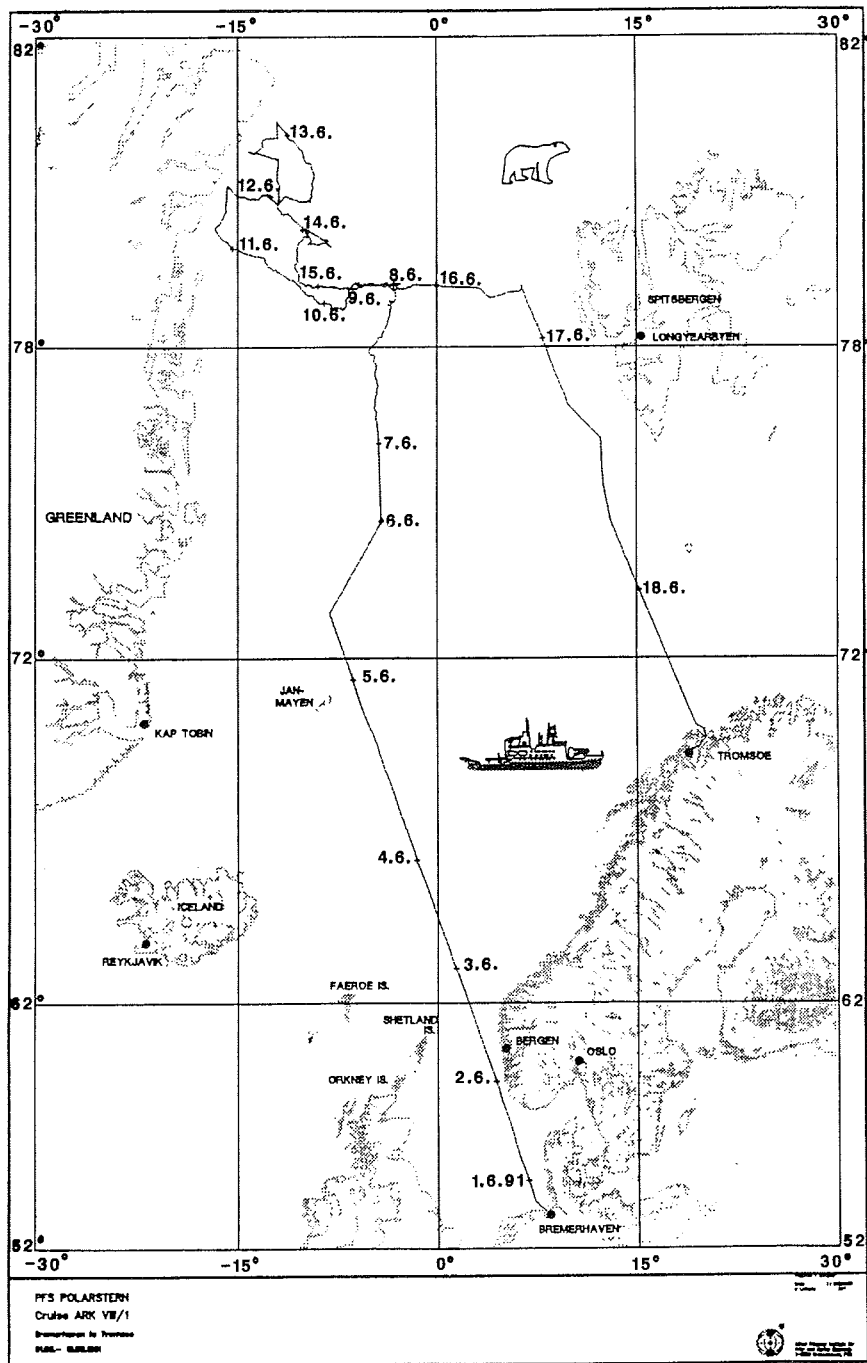 -30° -15° 0° 15° 30°
82° 82°
13.6.
12.6.
14.6.
11.6.
15.6. 8.6. 16.6.
9.6.
10.6.
SPITSBERGEN
17.6. LONGYEARBYEN
78° 78°
7.6.
GREENLAND 6.6.
18.6.
72° 72°
5.6.
JAN-
MAYEN
KAP TOBIN
TROMSOE
4.6.
ICELAND
REYKJAVIK
3.6.
FAEROE IS.
62° 62°
SHETLAND
IS.
BERGEN
OSLO
2.6.
ORKNEY IS.
1.6.91
BREMERHAVEN
52° 52°
-30° -15° 0° 15° 30°
PFS POLARSTERN
Cruise ARK VIII/1
Bremerhaven to Tromsoe